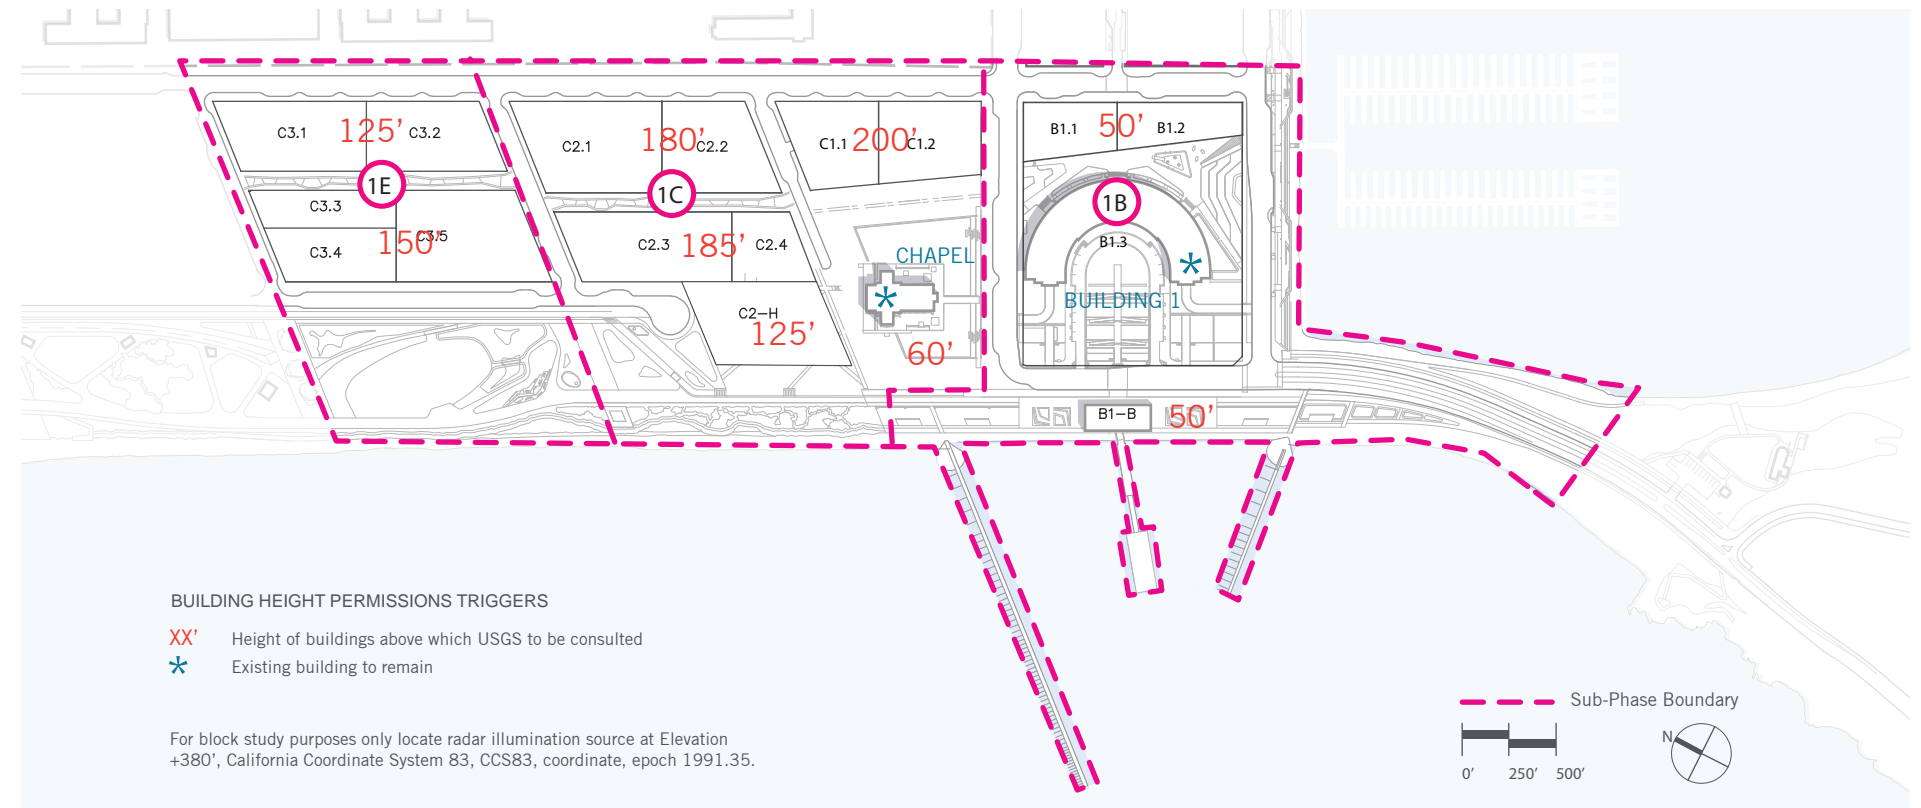 C3.1
125'
C3.2
1E
C3.3
C3.4
150'
C3.5
C2.1
180'
C2.2
1C
C2.3
185'
C2.4
C2-H
125'
C1.1
200'
C1.2
CHAPEL
*
60'
B1.1
50'
B1.2
1B
B1.3
*
BUILDING 1
B1-B
50'
BUILDING HEIGHT PERMISSIONS TRIGGERS
XX' Height of buildings above which USGS to be consulted
* Existing building to remain
For block study purposes only locate radar illumination source at Elevation
+380', California Coordinate System 83, CCS83, coordinate, epoch 1991.35.
Sub-Phase Boundary
0' 250' 500'
N